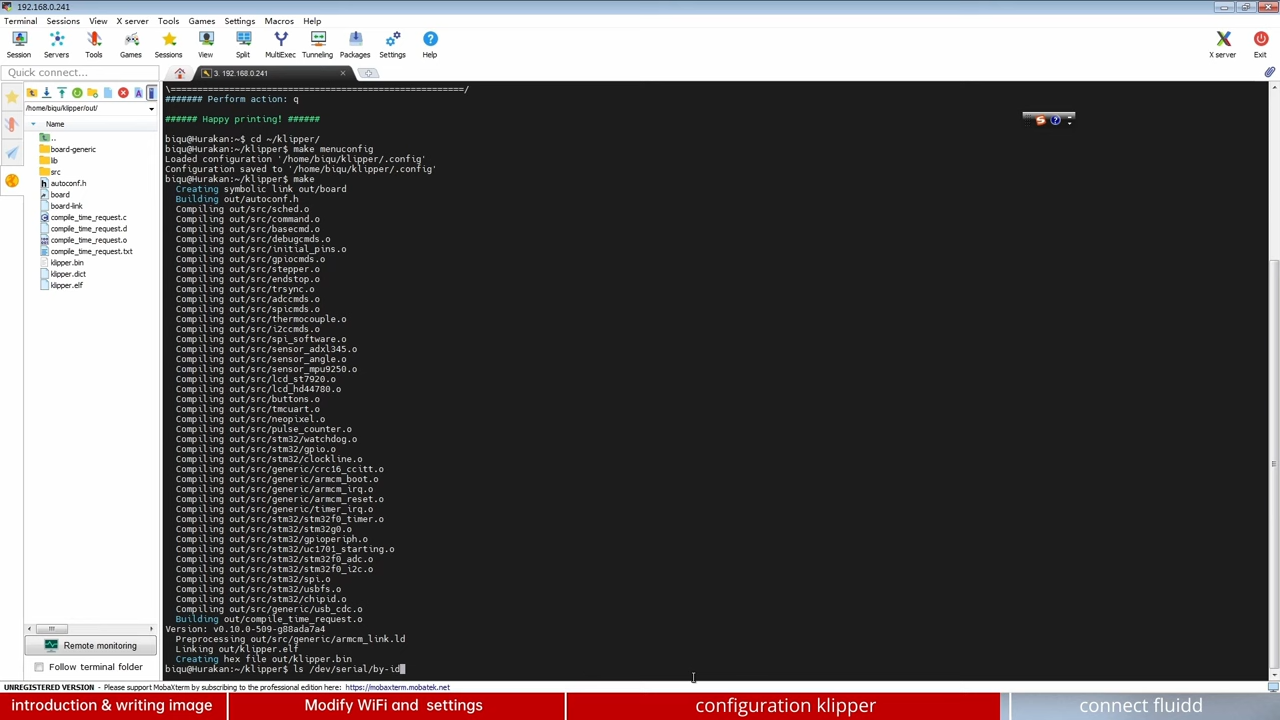 192.168.0.241
Terminal Sessions View X server Tools Games Settings Macros Help
Session Servers Tools Games Sessions View Split MultiExec Tunneling Packages Settings Help X server Exit
Quick connect...
3. 192.168.0.241
/home/biqu/klipper/out/
Name
..
board-generic
lib
src
autoconf.h
board
board-link
compile_time_request.c
compile_time_request.d
compile_time_request.o
compile_time_request.txt
klipper.bin
klipper.dict
klipper.elf
Remote monitoring
Follow terminal folder
\=======================================================/
####### Perform action: q
###### Happy printing! ######
biqu@Hurakan:~$ cd ~/klipper/
biqu@Hurakan:~/klipper$ make menuconfig
Loaded configuration '/home/biqu/klipper/.config'
Configuration saved to '/home/biqu/klipper/.config'
biqu@Hurakan:~/klipper$ make
Creating symbolic link out/board
Building out/autoconf.h
Compiling out/src/sched.o
Compiling out/src/command.o
Compiling out/src/basecmd.o
Compiling out/src/debugcmds.o
Compiling out/src/initial_pins.o
Compiling out/src/gpiocmds.o
Compiling out/src/stepper.o
Compiling out/src/endstop.o
Compiling out/src/trsync.o
Compiling out/src/adccmds.o
Compiling out/src/spicmds.o
Compiling out/src/thermocouple.o
Compiling out/src/i2ccmds.o
Compiling out/src/spi_software.o
Compiling out/src/sensor_adxl345.o
Compiling out/src/sensor_angle.o
Compiling out/src/sensor_mpu9250.o
Compiling out/src/lcd_st7920.o
Compiling out/src/lcd_hd44780.o
Compiling out/src/buttons.o
Compiling out/src/tmcuart.o
Compiling out/src/neopixel.o
Compiling out/src/pulse_counter.o
Compiling out/src/stm32/watchdog.o
Compiling out/src/stm32/gpio.o
Compiling out/src/stm32/clockline.o
Compiling out/src/generic/crc16_ccitt.o
Compiling out/src/generic/armcm_boot.o
Compiling out/src/generic/armcm_irq.o
Compiling out/src/generic/armcm_reset.o
Compiling out/src/generic/timer_irq.o
Compiling out/src/stm32/stm32f0_timer.o
Compiling out/src/stm32/stm32g0.o
Compiling out/src/stm32/gpioperiph.o
Compiling out/src/stm32/uc1701_starting.o
Compiling out/src/stm32/stm32f0_adc.o
Compiling out/src/stm32/stm32f0_i2c.o
Compiling out/src/stm32/spi.o
Compiling out/src/stm32/usbfs.o
Compiling out/src/stm32/chipid.o
Compiling out/src/generic/usb_cdc.o
Building out/compile_time_request.o
Version: v0.10.0-509-g88ada7a4
Preprocessing out/src/generic/armcm_link.ld
Linking out/klipper.elf
Creating hex file out/klipper.bin
biqu@Hurakan:~/klipper$ ls /dev/serial/by-id
UNREGISTERED VERSION - Please support MobaXterm by subscribing to the professional edition here: https://mobaxterm.mobatek.net
introduction & writing image
Modify WiFi and settings
configuration klipper
connect fluidd